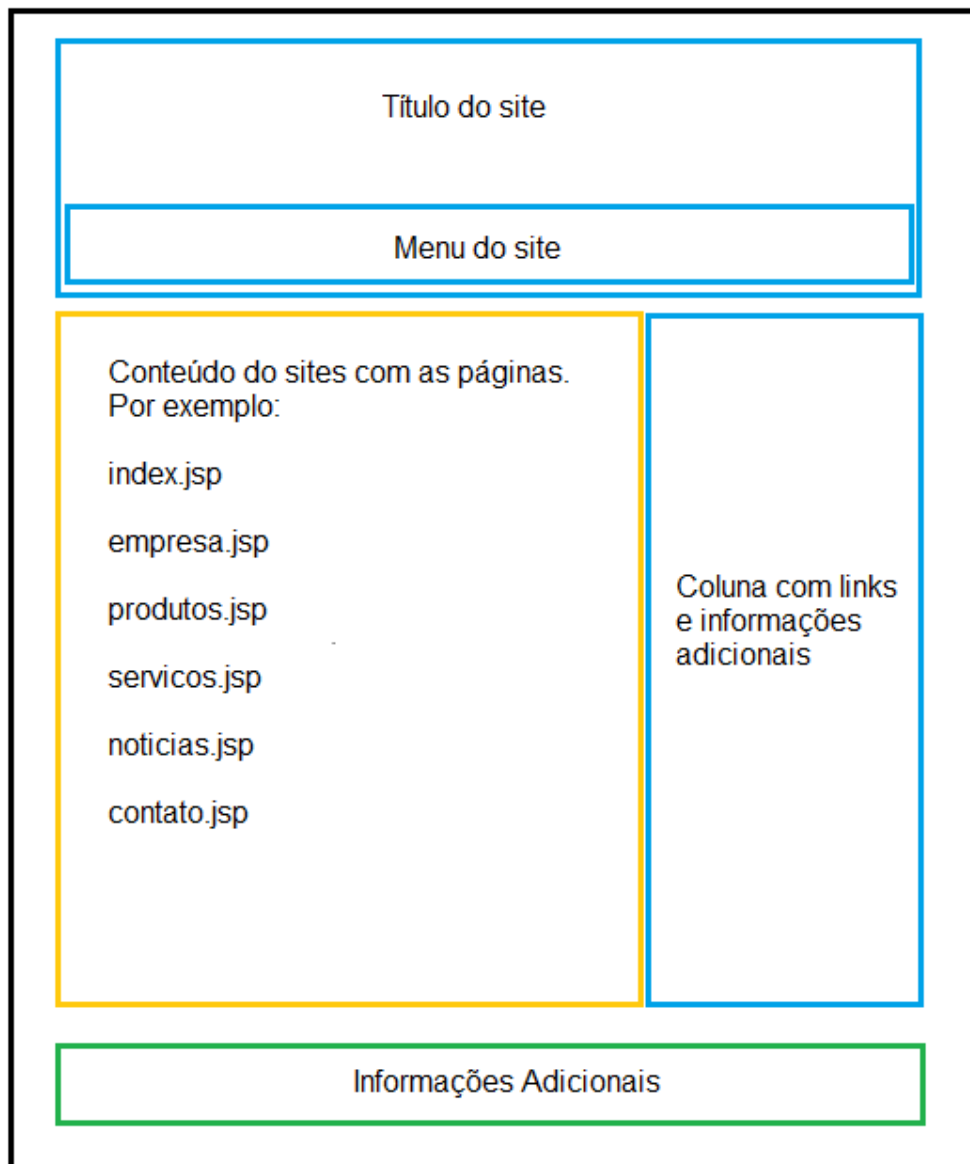 Título do site
Menu do site
Conteúdo do sites com as páginas.
Por exemplo:
index.jsp
empresa.jsp
produtos.jsp
servicos.jsp
noticias.jsp
contato.jsp
Coluna com links
e informações
adicionais
Informações Adicionais